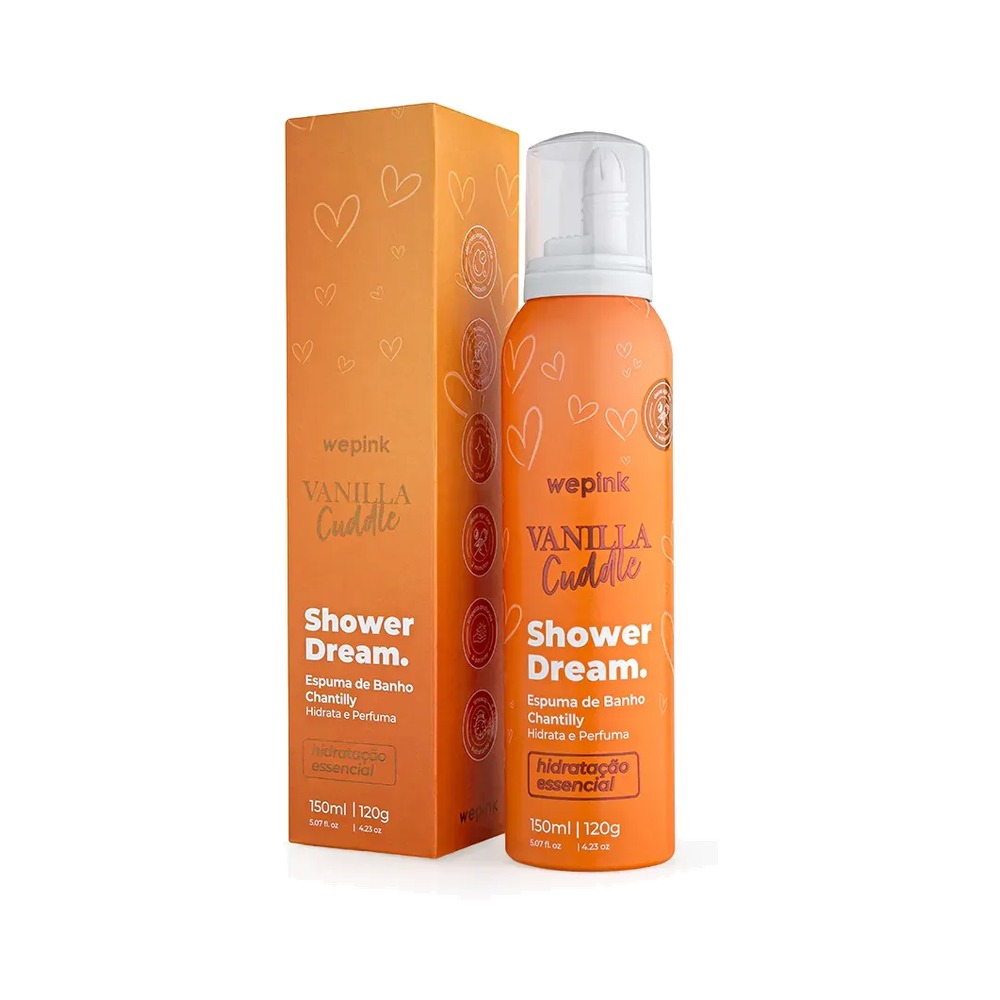 wepink
VANILLA
Cuddle
Shower
Dream.
Espuma de Banho
Chantilly
Hidrata e Perfuma
hidratação
essencial
150ml | 120g
5.07 fl. oz | 4.23 oz
wepink
wepink
VANILLA
Cuddle
Shower
Dream.
Espuma de Banho
Chantilly
Hidrata e Perfuma
hidratação
essencial
150ml | 120g
5.07 fl. oz | 4.23 oz